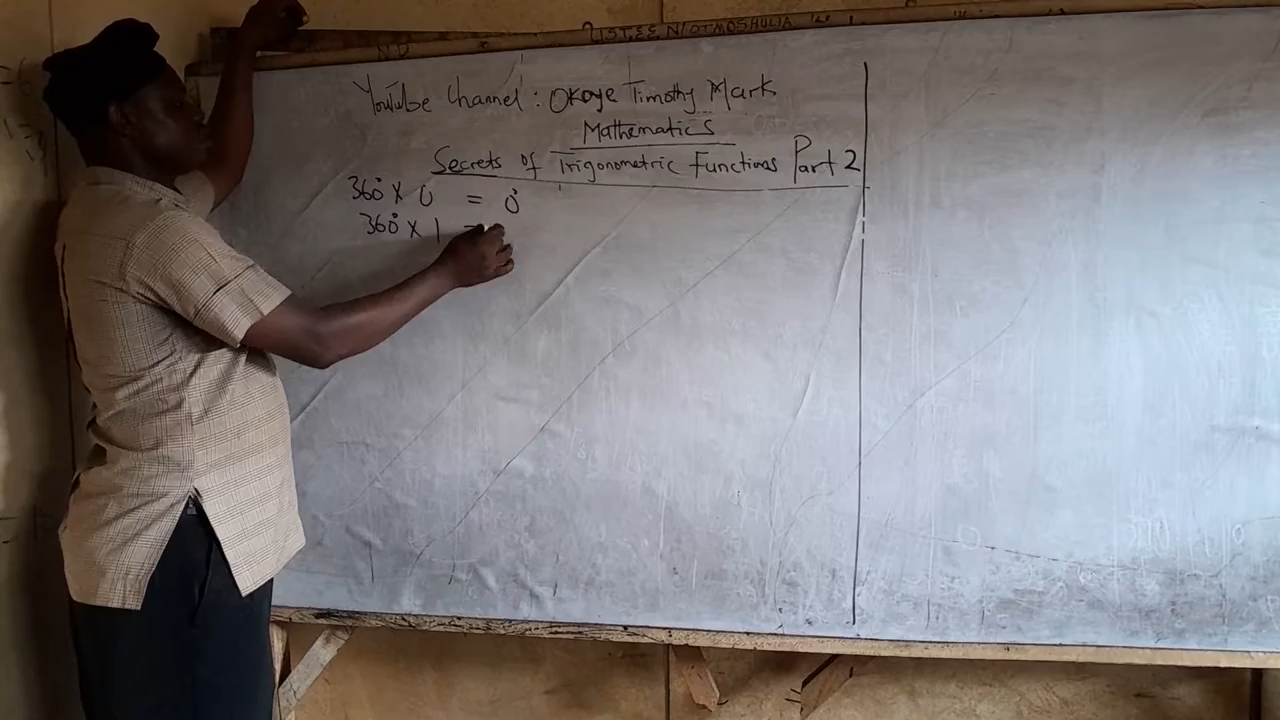 YouTube Channel: Okoye Timothy Mark
Mathematics
Secrets of Trigonometric Functions Part 2
360° × 0 = 0°
360° × 1 =